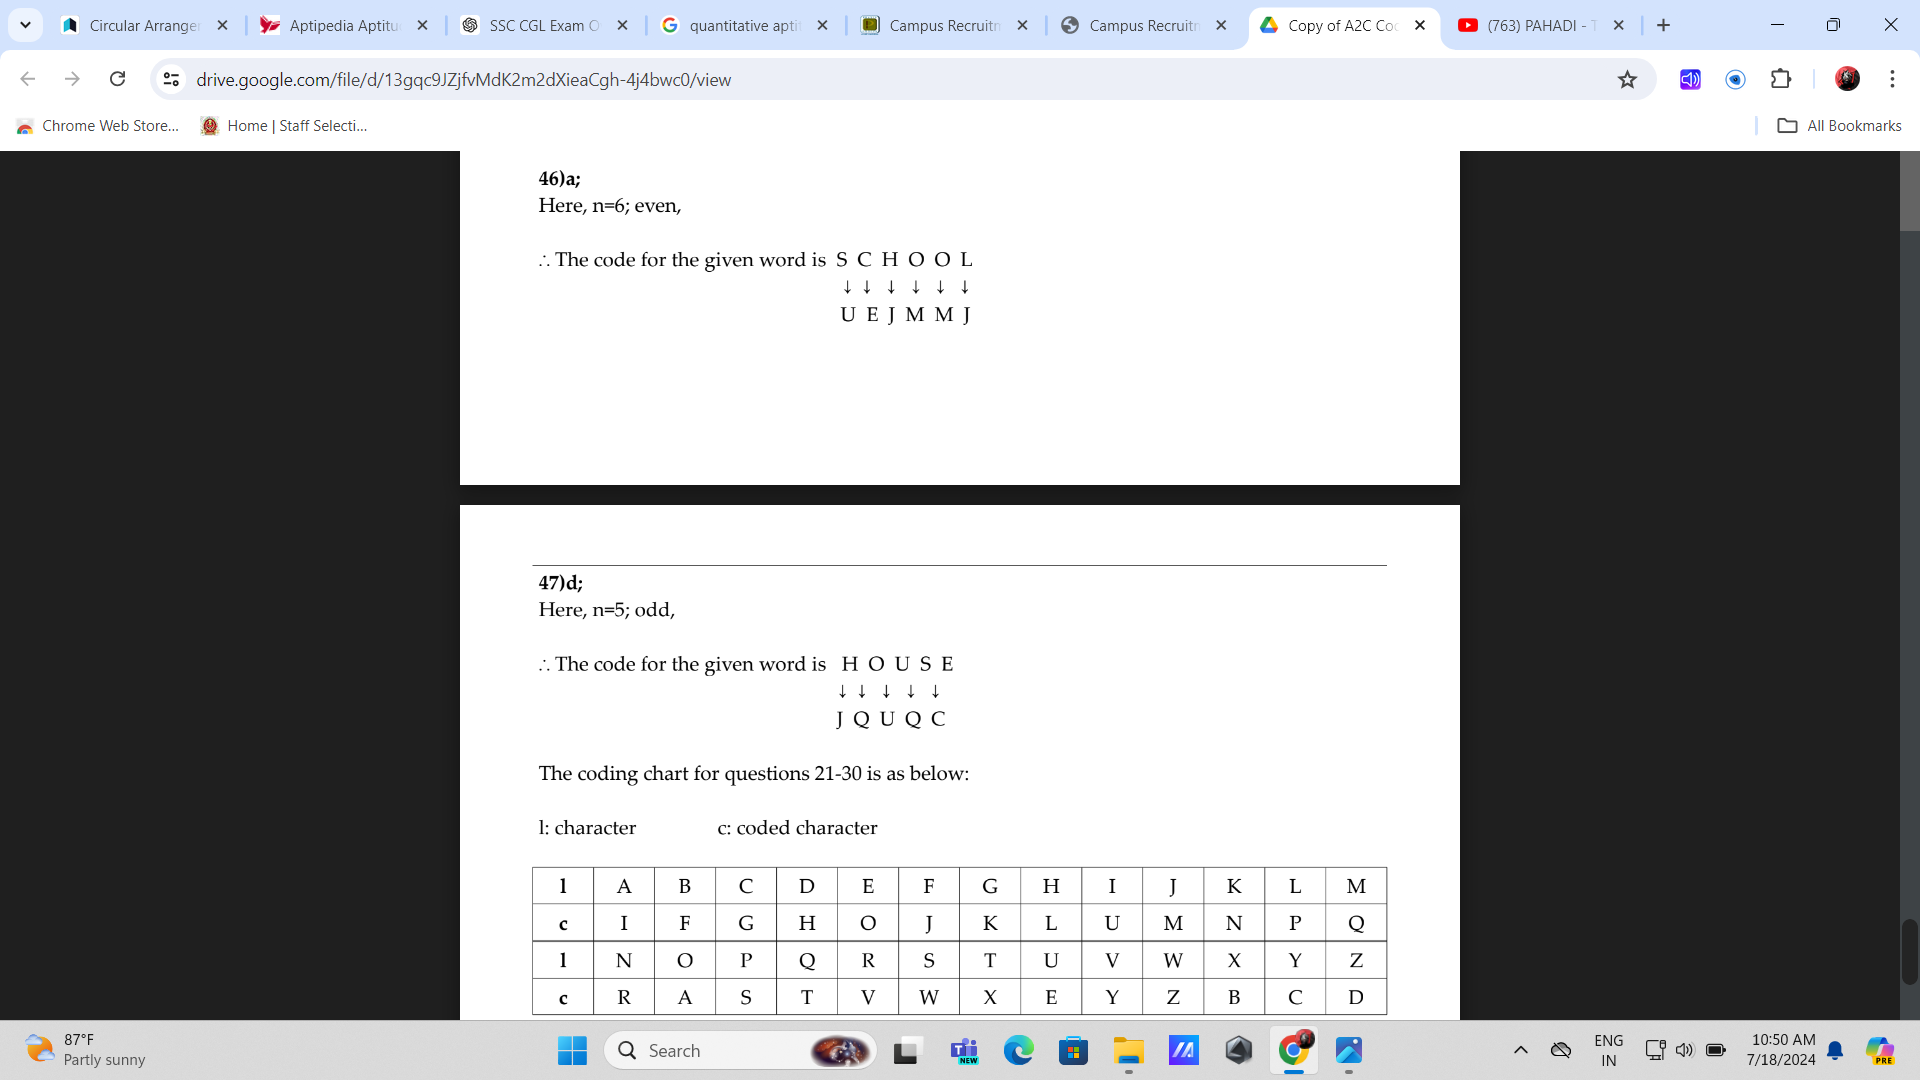 Circular Arranger
Aptipedia Aptitu
SSC CGL Exam O
quantitative apti
Campus Recruitn
Campus Recruitn
Copy of A2C Coc
(763) PAHADI - T
drive.google.com/file/d/13gqc9JZjfvMdK2m2dXieaCgh-4j4bwc0/view
Chrome Web Store...
Home | Staff Selecti...
All Bookmarks
46)a;
Here, n=6; even,
∴ The code for the given word is S C H O O L
↓ ↓ ↓ ↓ ↓ ↓
U E J M M J
47)d;
Here, n=5; odd,
∴ The code for the given word is H O U S E
↓ ↓ ↓ ↓ ↓
J Q U Q C
The coding chart for questions 21-30 is as below:
l: character c: coded character
l A B C D E F G H I J K L M
c I F G H O J K L U M N P Q
l N O P Q R S T U V W X Y Z
c R A S T V W X E Y Z B C D
87°F
Partly sunny
Search
NEW
ENG
IN
10:50 AM
7/18/2024
PRE